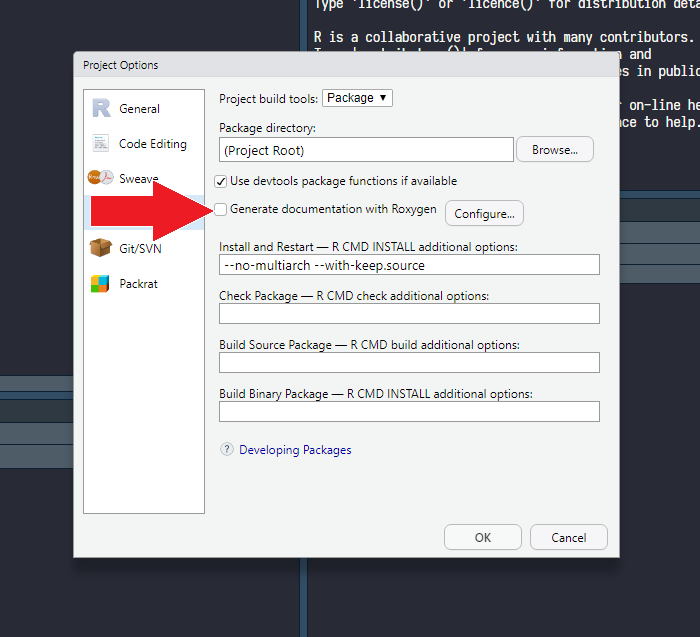 Type 'license()' or 'licence()' for distribution deta
R is a collaborative project with many contributors.
and
es in public
on-line he
ce to help.
Project Options
General
Code Editing
Sweave
Git/SVN
Packrat
Project build tools: Package ▼
Package directory:
(Project Root) Browse...
Use devtools package functions if available
Generate documentation with Roxygen Configure...
Install and Restart — R CMD INSTALL additional options:
--no-multiarch --with-keep.source
Check Package — R CMD check additional options:
Build Source Package — R CMD build additional options:
Build Binary Package — R CMD INSTALL additional options:
? Developing Packages
OK Cancel